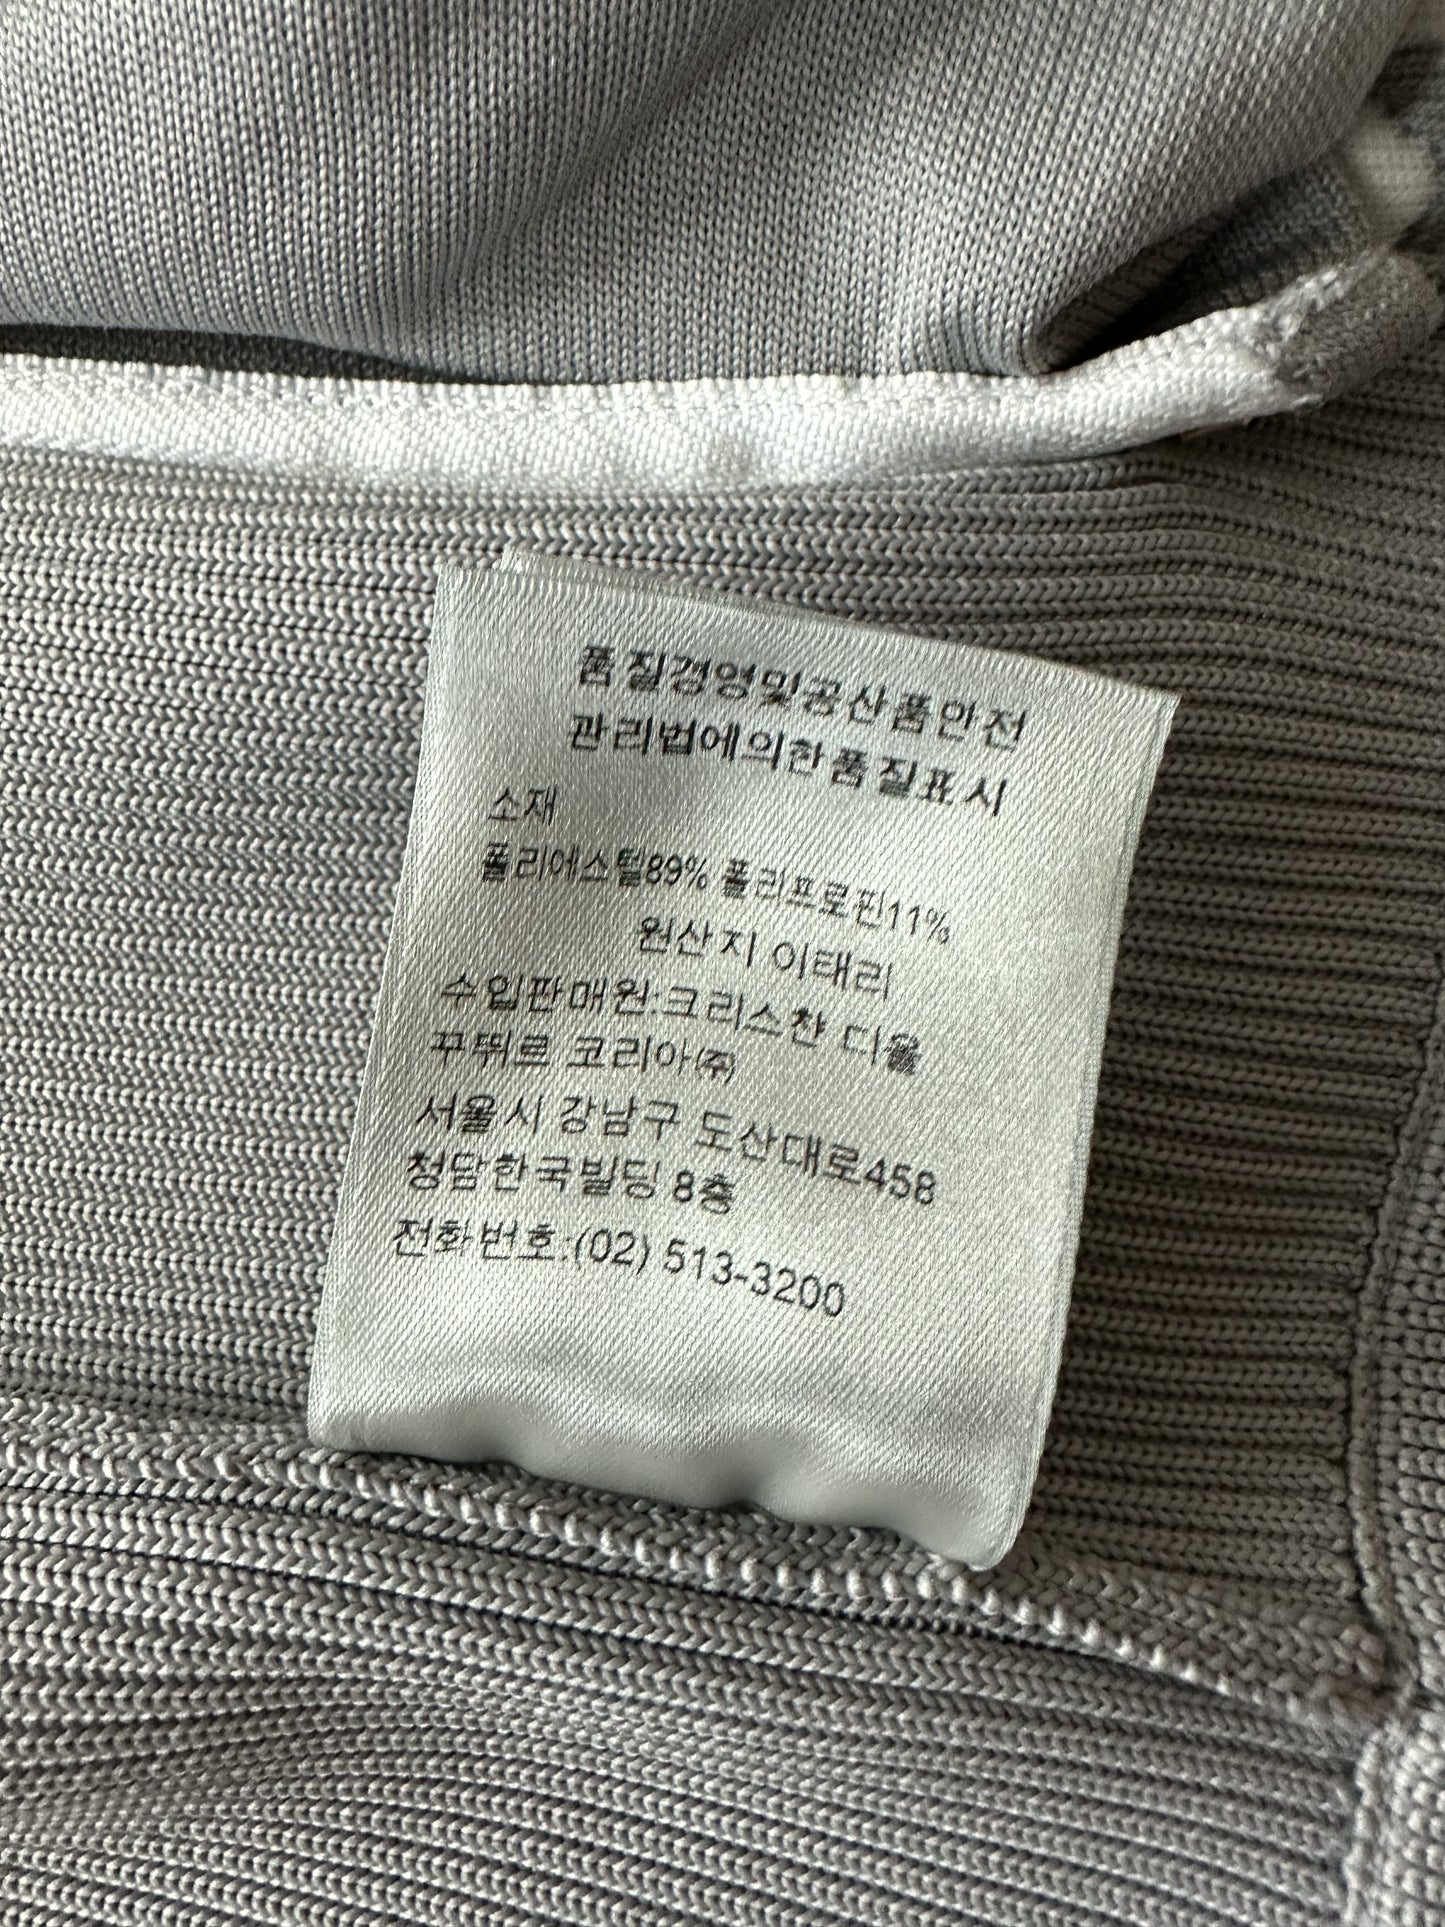 품질경영및공산품안전
관리법에의한품질표시
소재
폴리에스텔89% 폴리프로핀11%
원산지 이태리
수입판매원:크리스챤 디올
꾸뛰르 코리아㈜
서울시 강남구 도산대로458
청담한국빌딩 8층
전화번호:(02) 513-3200